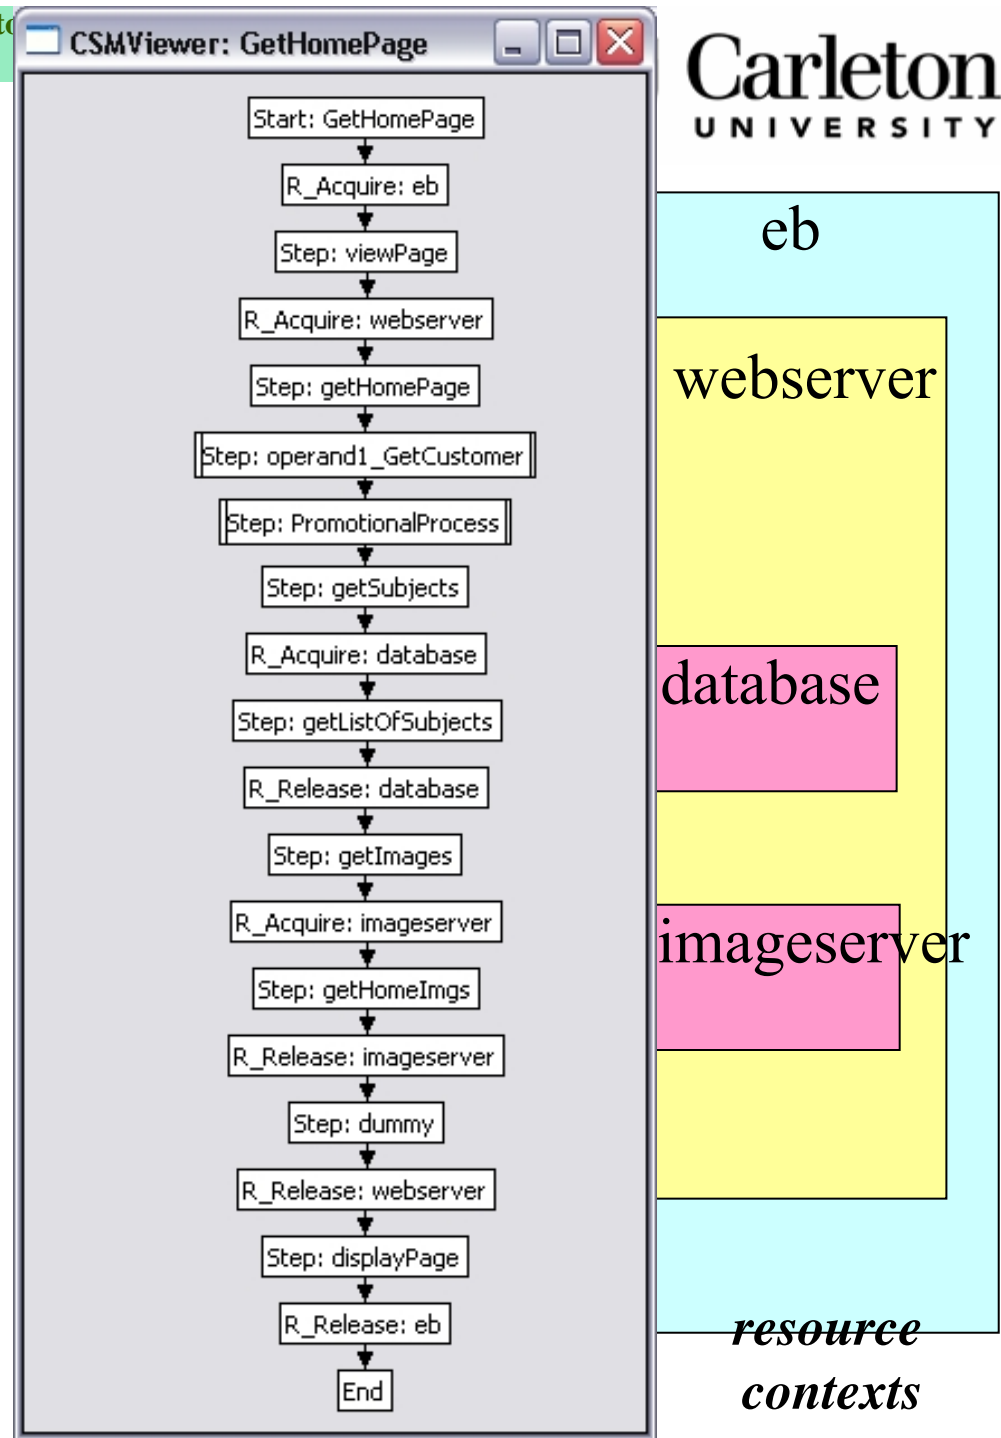 CSMViewer: GetHomePage
Carleton
UNIVERSITY
Start: GetHomePage
R_Acquire: eb
Step: viewPage
R_Acquire: webserver
Step: getHomePage
Step: operand1_GetCustomer
Step: PromotionalProcess
Step: getSubjects
R_Acquire: database
Step: getListOfSubjects
R_Release: database
Step: getImages
R_Acquire: imageserver
Step: getHomeImgs
R_Release: imageserver
Step: dummy
R_Release: webserver
Step: displayPage
R_Release: eb
End
eb
webserver
database
imageserver
resource
contexts